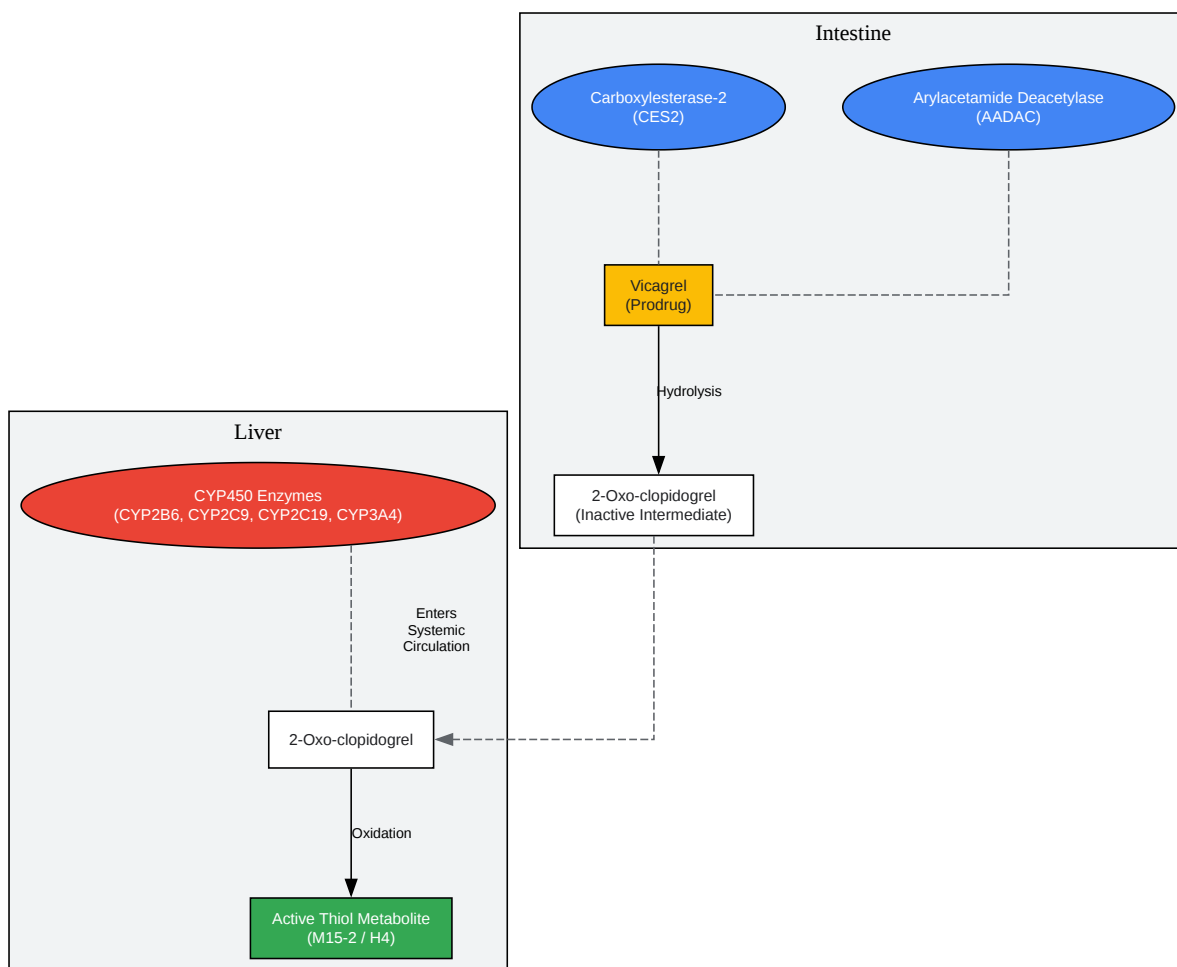 Intestine
Carboxylesterase-2
(CES2)
Arylacetamide Deacetylase
(AADAC)
Vicagrel
(Prodrug)
Hydrolysis
2-Oxo-clopidogrel
(Inactive Intermediate)
Liver
CYP450 Enzymes
(CYP2B6, CYP2C9, CYP2C19, CYP3A4)
Enters
Systemic
Circulation
2-Oxo-clopidogrel
Oxidation
Active Thiol Metabolite
(M15-2 / H4)